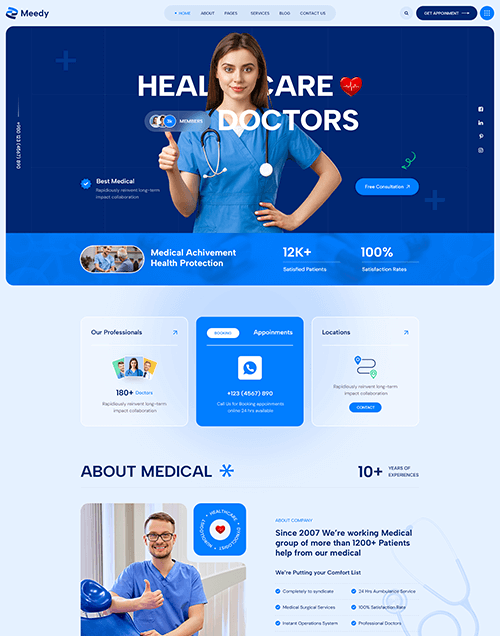 Meedy
HOME ABOUT PAGES SERVICES BLOG CONTACT US
GET APPOINMENT
HEALTHCARE
2k MEMBERS
DOCTORS
+123 (4567) 890
Best Medical
Rapidiously reinvent long-term
impact collaboration
Free Consultation
Medical Achivement
Health Protection
12K+
Satisfied Patients
100%
Satisfaction Rates
Our Professionals
180+ Doctors
Rapidiously reinvent long-term
impact collaboration
BOOKING Appoinments
+123 (4567) 890
Call Us for Booking appointments
online 24 hrs available
Locations
Rapidiously reinvent long-term
impact collaboration
CONTACT
ABOUT MEDICAL
10+ YEARS OF
EXPERIENCES
HEALTHCARE
ABOUT COMPANY
Since 2007 We're working Medical
group of more than 1200+ Patients
help from our medical
We're Putting your Comfort List
Completely to syndicate
24 Hrs Aumbulance Service
Medical Surgical Services
100% Satisfaction Rate
Instant Operations System
Professional Doctors